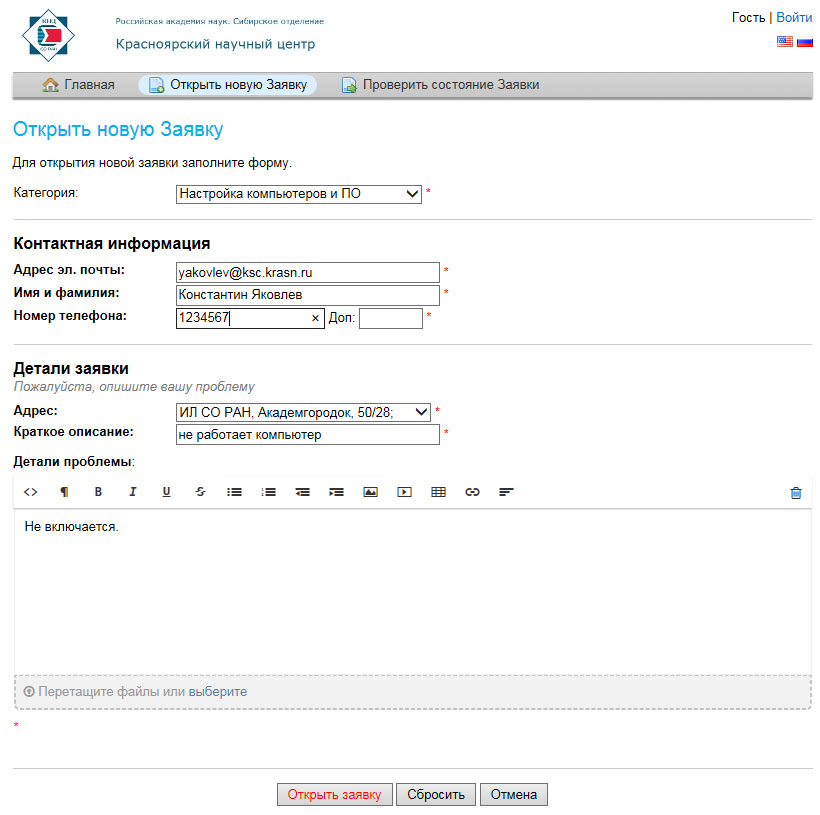 КНЦ
СО РАН
Российская академия наук. Сибирское отделение
Красноярский научный центр
Гость | Войти
Главная Открыть новую Заявку Проверить состояние Заявки
Открыть новую Заявку
Для открытия новой заявки заполните форму.
Категория: Настройка компьютеров и ПО *
Контактная информация
Адрес эл. почты: yakovlev@ksc.krasn.ru *
Имя и фамилия: Константин Яковлев *
Номер телефона: 1234567 × Доп: *
Детали заявки
Пожалуйста, опишите вашу проблему
Адрес: ИЛ СО РАН, Академгородок, 50/28; *
Краткое описание: не работает компьютер *
Детали проблемы:
<> ¶ B I U S
Не включается.
Перетащите файлы или выберите
*
Открыть заявку Сбросить Отмена